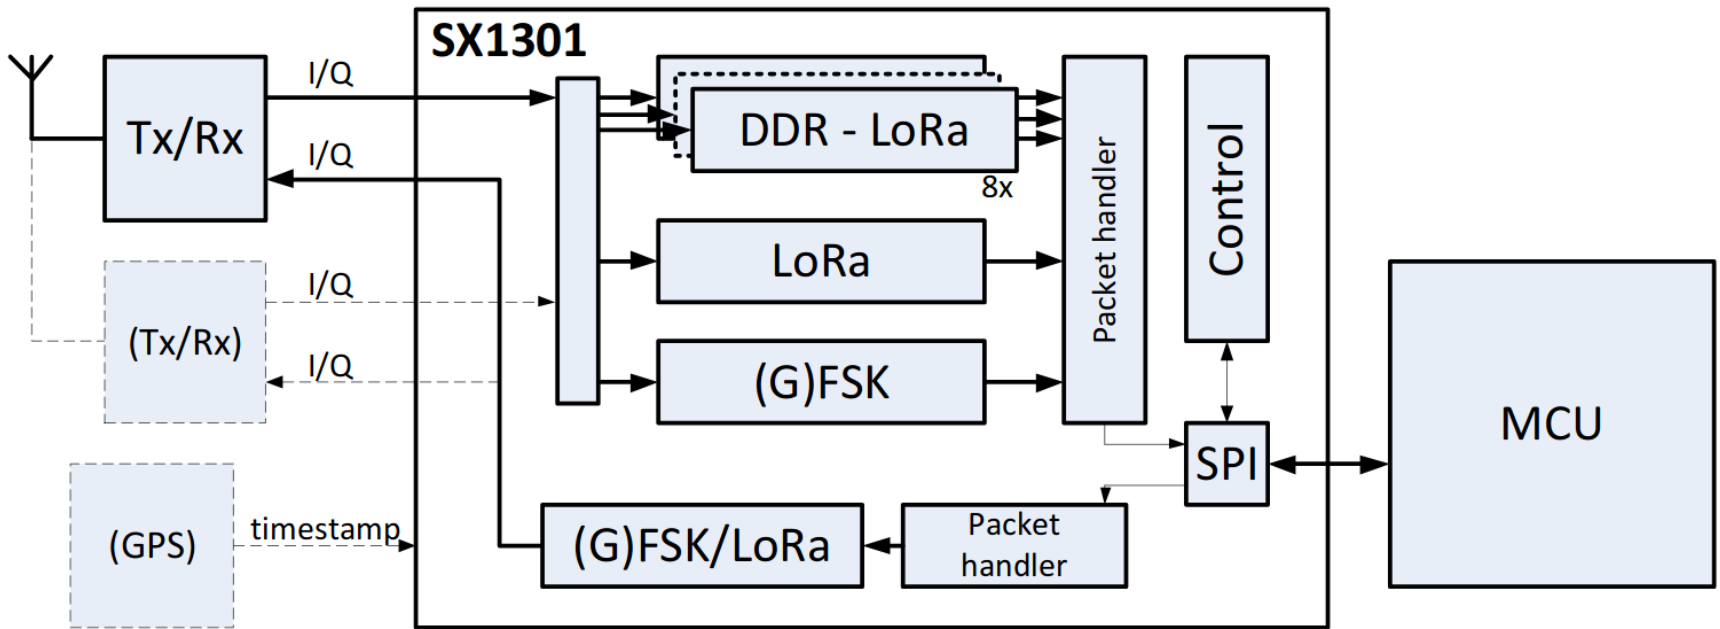 SX1301
I/Q
Tx/Rx
I/Q
DDR - LoRa
8x
Packet handler
Control
LoRa
I/Q
(Tx/Rx)
I/Q
(G)FSK
MCU
SPI
(GPS)
timestamp
(G)FSK/LoRa
Packet
handler